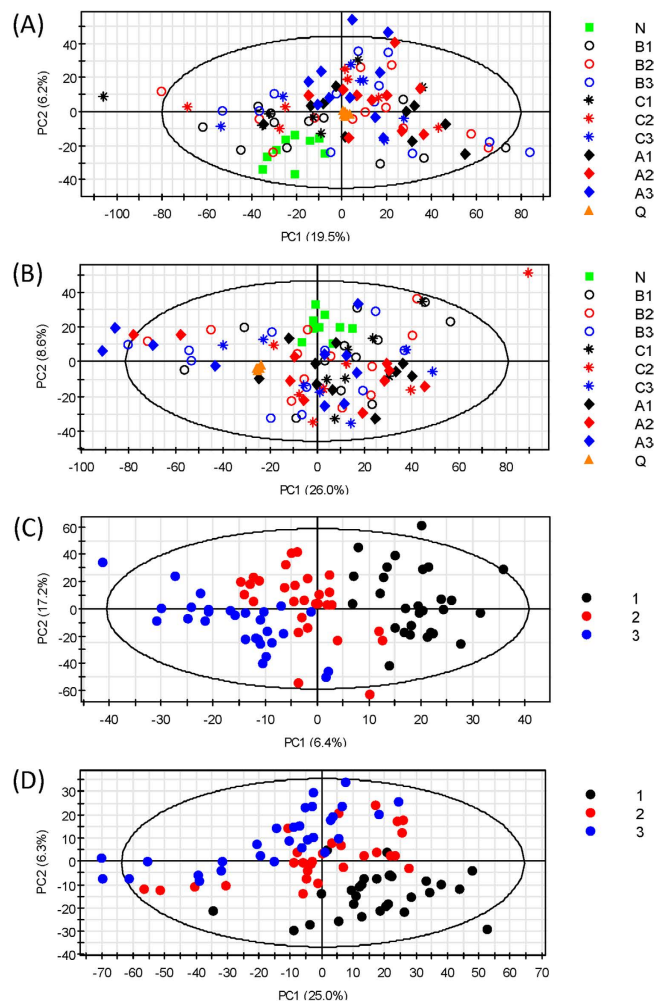 (A)
PC2 (6.2%)
40
20
0
-20
-40
-100 -80 -60 -40 -20 0 20 40 60 80 100
PC1 (19.5%)
N
B1
B2
B3
C1
C2
C3
A1
A2
A3
Q
(B)
PC2 (8.6%)
40
20
0
-20
-40
-100 -80 -60 -40 -20 0 20 40 60 80
PC1 (26.0%)
N
B1
B2
B3
C1
C2
C3
A1
A2
A3
Q
(C)
PC2 (17.2%)
60
40
20
0
-20
-40
-60
-40 -30 -20 -10 0 10 20 30 40
PC1 (6.4%)
1
2
3
(D)
PC2 (6.3%)
30
20
10
0
-10
-20
-30
-40
-70 -60 -50 -40 -30 -20 -10 0 10 20 30 40 50 60 70
PC1 (25.0%)
1
2
3